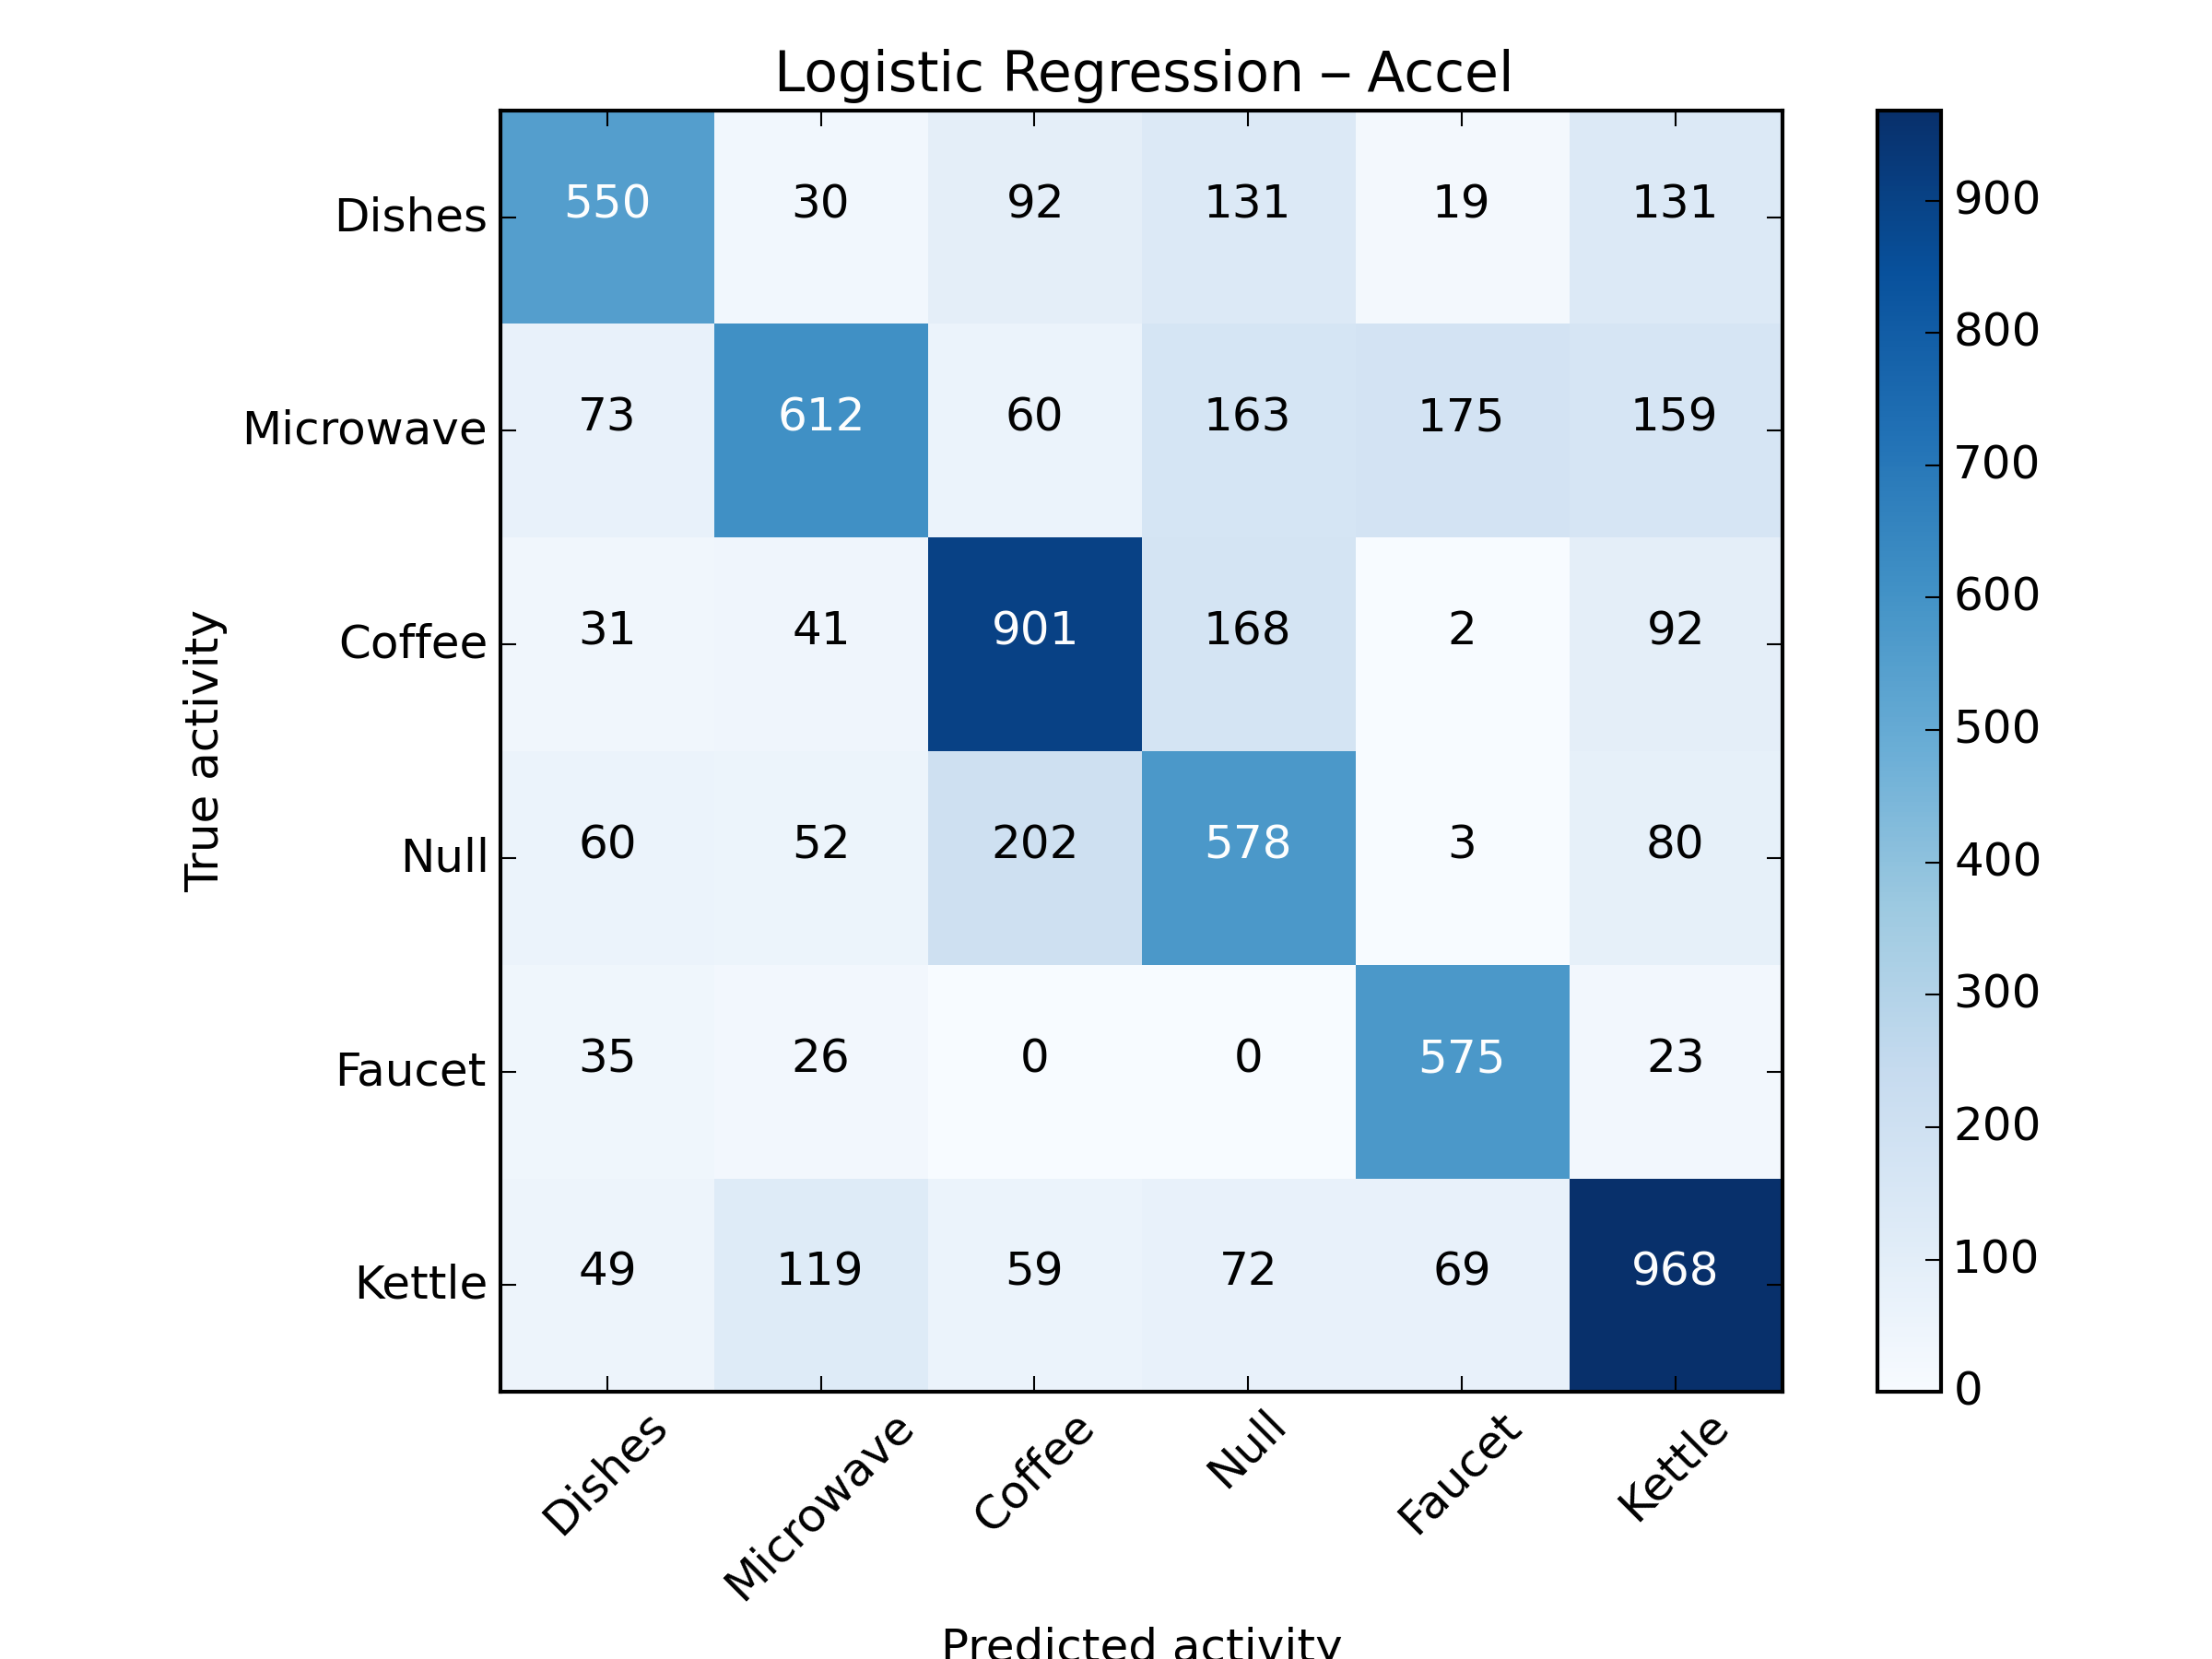 Logistic Regression – Accel
Dishes 550 30 92 131 19 131
Microwave 73 612 60 163 175 159
Coffee 31 41 901 168 2 92
Null 60 52 202 578 3 80
Faucet 35 26 0 0 575 23
Kettle 49 119 59 72 69 968
True activity
Dishes Microwave Coffee Null Faucet Kettle
Predicted activity
900
800
700
600
500
400
300
200
100
0